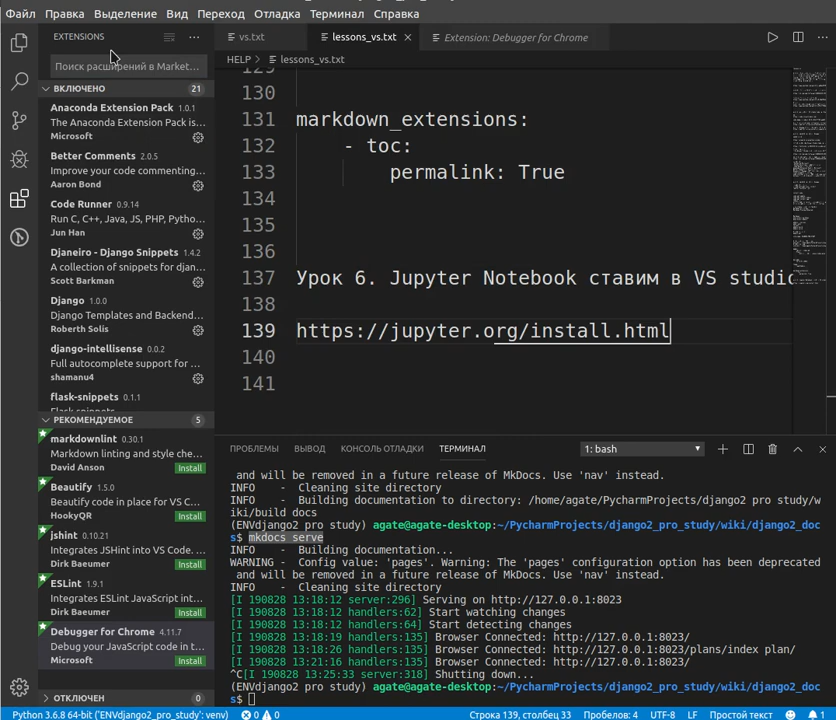 Файл Правка Выделение Вид Переход Отладка Терминал Справка
EXTENSIONS
Поиск расширений в Market...
ВКЛЮЧЕНО 21
Anaconda Extension Pack 1.0.1
The Anaconda Extension Pack is...
Microsoft
Better Comments 2.0.5
Improve your code commenting...
Aaron Bond
Code Runner 0.9.14
Run C, C++, Java, JS, PHP, Pytho...
Jun Han
Djaneiro - Django Snippets 1.4.2
A collection of snippets for djan...
Scott Barkman
Django 1.0.0
Django Templates and Backend...
Roberth Solís
django-intellisense 0.0.2
Full autocomplete support for ...
shamanu4
flask-snippets 0.1.1
Flask snippets
РЕКОМЕНДУЕМОЕ 5
markdownlint 0.30.1
Markdown linting and style che...
David Anson Install
Beautify 1.5.0
Beautify code in place for VS C...
HookyQR Install
jshint 0.10.21
Integrates JSHint into VS Code. ...
Dirk Baeumer Install
ESLint 1.9.1
Integrates ESLint JavaScript int...
Dirk Baeumer Install
Debugger for Chrome 4.11.7
Debug your JavaScript code in t...
Microsoft Install
ОТКЛЮЧЕН 0
vs.txt lessons_vs.txt Extension: Debugger for Chrome
HELP > lessons_vs.txt
129
130
131 markdown_extensions:
132 - toc:
133 permalink: True
134
135
136
137 Урок 6. Jupyter Notebook ставим в VS studio
138
139 https://jupyter.org/install.html
140
141
ПРОБЛЕМЫ ВЫВОД КОНСОЛЬ ОТЛАДКИ ТЕРМИНАЛ 1: bash
and will be removed in a future release of MkDocs. Use 'nav' instead.
INFO - Cleaning site directory
INFO - Building documentation to directory: /home/agate/PycharmProjects/django2 pro study/w
iki/build docs
(ENVdjango2 pro study) agate@agate-desktop:~/PycharmProjects/django2_pro_study/wiki/django2_doc
s$ mkdocs serve
INFO - Building documentation...
WARNING - Config value: 'pages'. Warning: The 'pages' configuration option has been deprecated
and will be removed in a future release of MkDocs. Use 'nav' instead.
INFO - Cleaning site directory
[I 190828 13:18:12 server:296] Serving on http://127.0.0.1:8023
[I 190828 13:18:12 handlers:62] Start watching changes
[I 190828 13:18:12 handlers:64] Start detecting changes
[I 190828 13:18:19 handlers:135] Browser Connected: http://127.0.0.1:8023/
[I 190828 13:18:26 handlers:135] Browser Connected: http://127.0.0.1:8023/plans/index plan/
[I 190828 13:21:16 handlers:135] Browser Connected: http://127.0.0.1:8023/
^C[I 190828 13:25:33 server:318] Shutting down...
(ENVdjango2 pro study) agate@agate-desktop:~/PycharmProjects/django2_pro_study/wiki/django2_doc
s$
Python 3.6.8 64-bit ('ENVdjango2_pro_study': venv) 0 0 Строка 139, столбец 33 Пробелов: 4 UTF-8 LF Простой текст 1